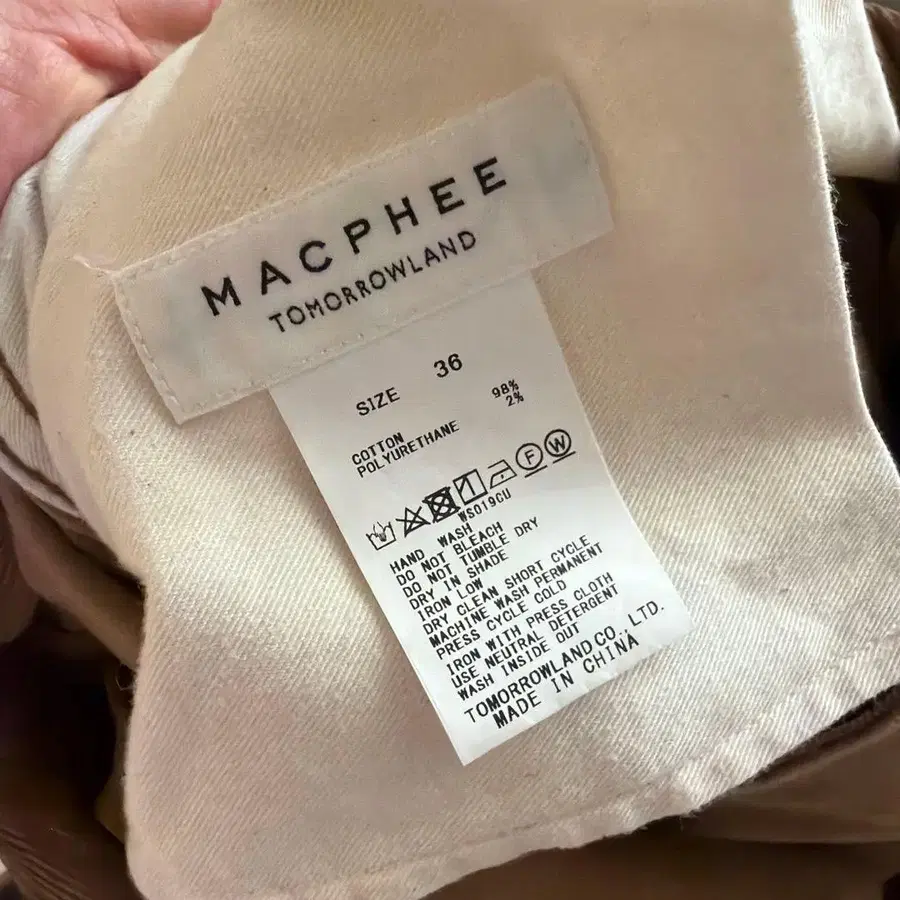 MACPHEE
TOMORROWLAND
SIZE 36
COTTON 98%
POLYURETHANE 2%
F W
WS019CU
HAND WASH
DO NOT BLEACH
DO NOT TUMBLE DRY
DRY IN SHADE
IRON LOW
DRY CLEAN SHORT CYCLE
MACHINE WASH PERMANENT
PRESS CYCLE COLD
IRON WITH PRESS CLOTH
USE NEUTRAL DETERGENT
WASH INSIDE OUT
TOMORROWLAND CO., LTD.
MADE IN CHINA